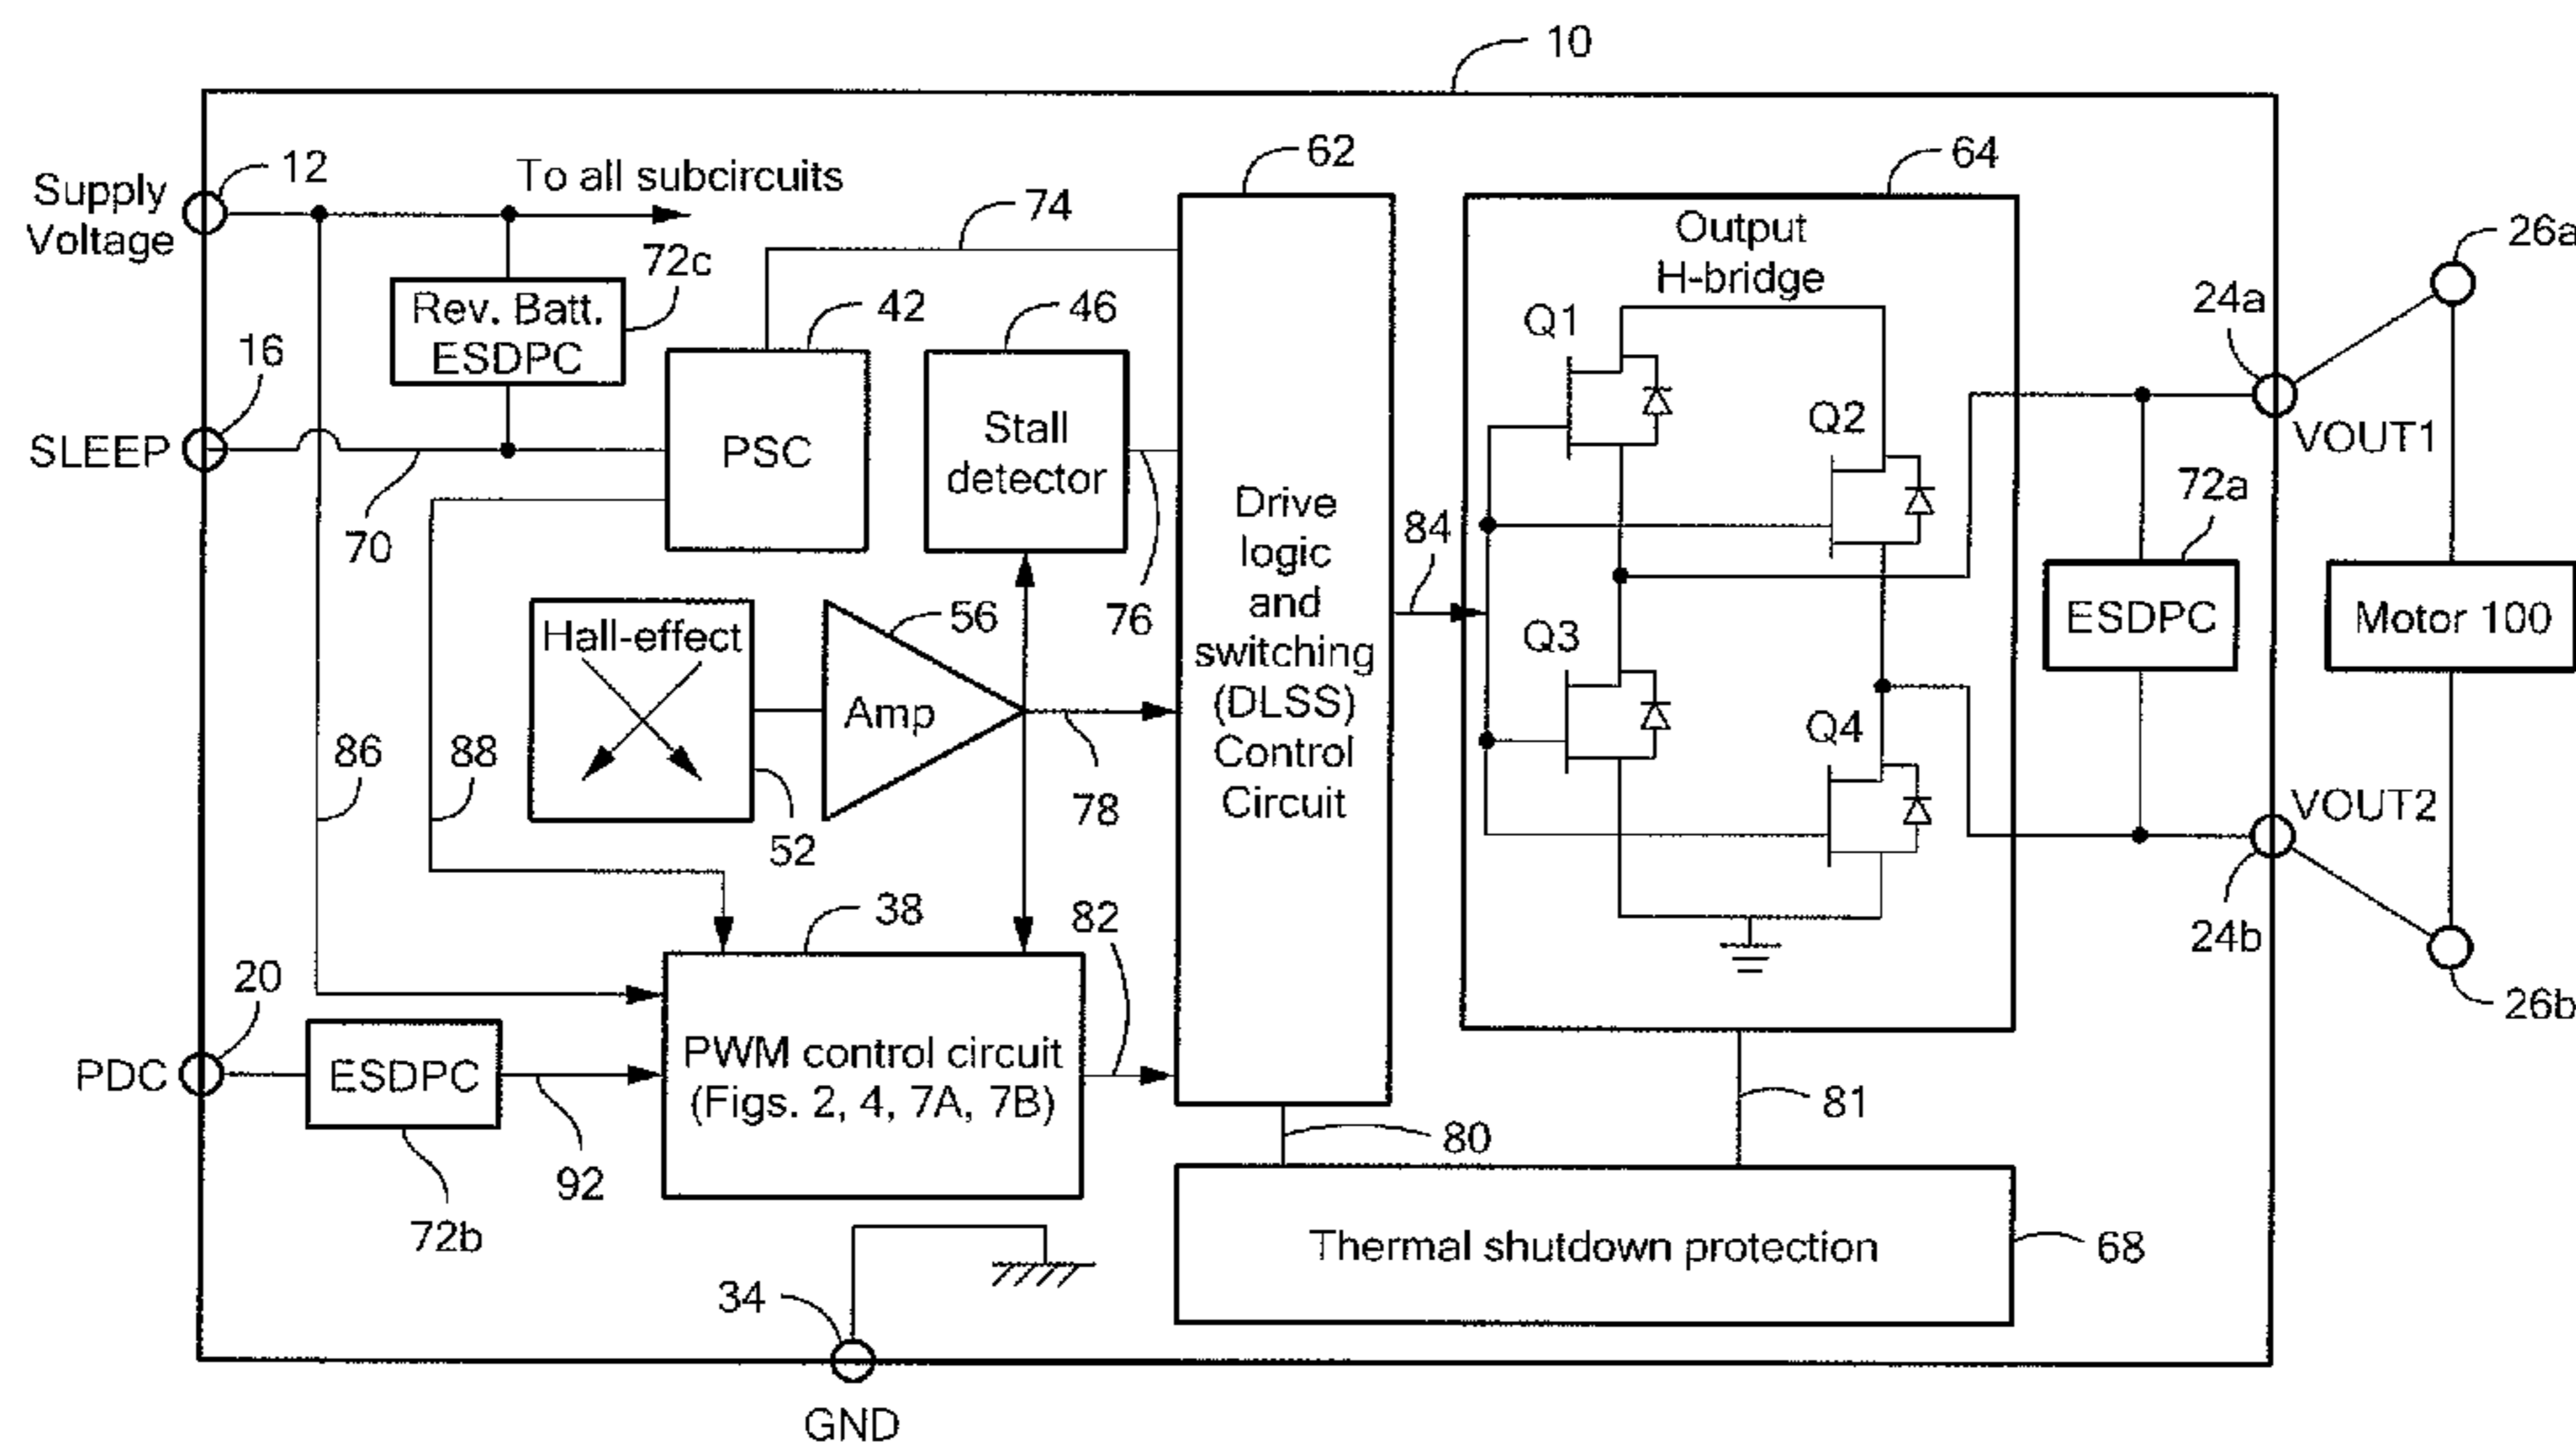 10
Supply
Voltage
12
To all subcircuits
74
62
64
26a
72c
Rev. Batt.
ESDPC
42
46
Output
H-bridge
24a
16
SLEEP
70
PSC
Stall
detector
76
Q1
Q2
VOUT1
72a
ESDPC
Motor 100
84
Drive
logic
and
switching
(DLSS)
Control
Circuit
Hall-effect
52
56
Amp
78
86
88
Q3
Q4
VOUT2
24b
26b
38
82
20
PDC
ESDPC
72b
92
PWM control circuit
(Figs. 2, 4, 7A, 7B)
80
81
Thermal shutdown protection
68
34
GND